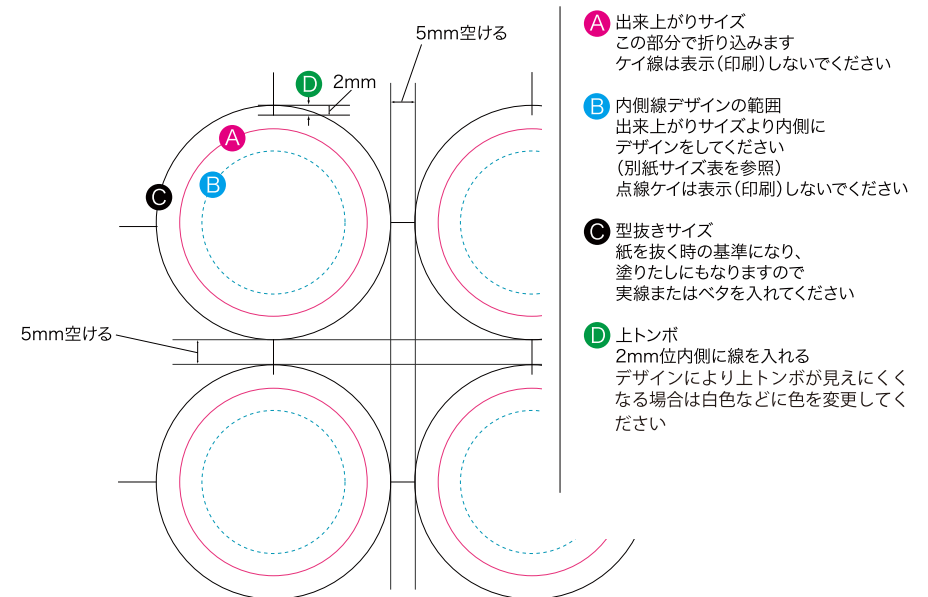 5mm空ける
D
2mm
A
B
C
5mm空ける
A 出来上がりサイズ
この部分で折り込みます
ケイ線は表示（印刷）しないでください
B 内側線デザインの範囲
出来上がりサイズより内側に
デザインをしてください
（別紙サイズ表を参照）
点線ケイは表示（印刷）しないでください
C 型抜きサイズ
紙を抜く時の基準になり、
塗りたしにもなりますので
実線またはベタを入れてください
D 上トンボ
2mm位内側に線を入れる
デザインにより上トンボが見えにくく
なる場合は白色などに色を変更してく
ださい